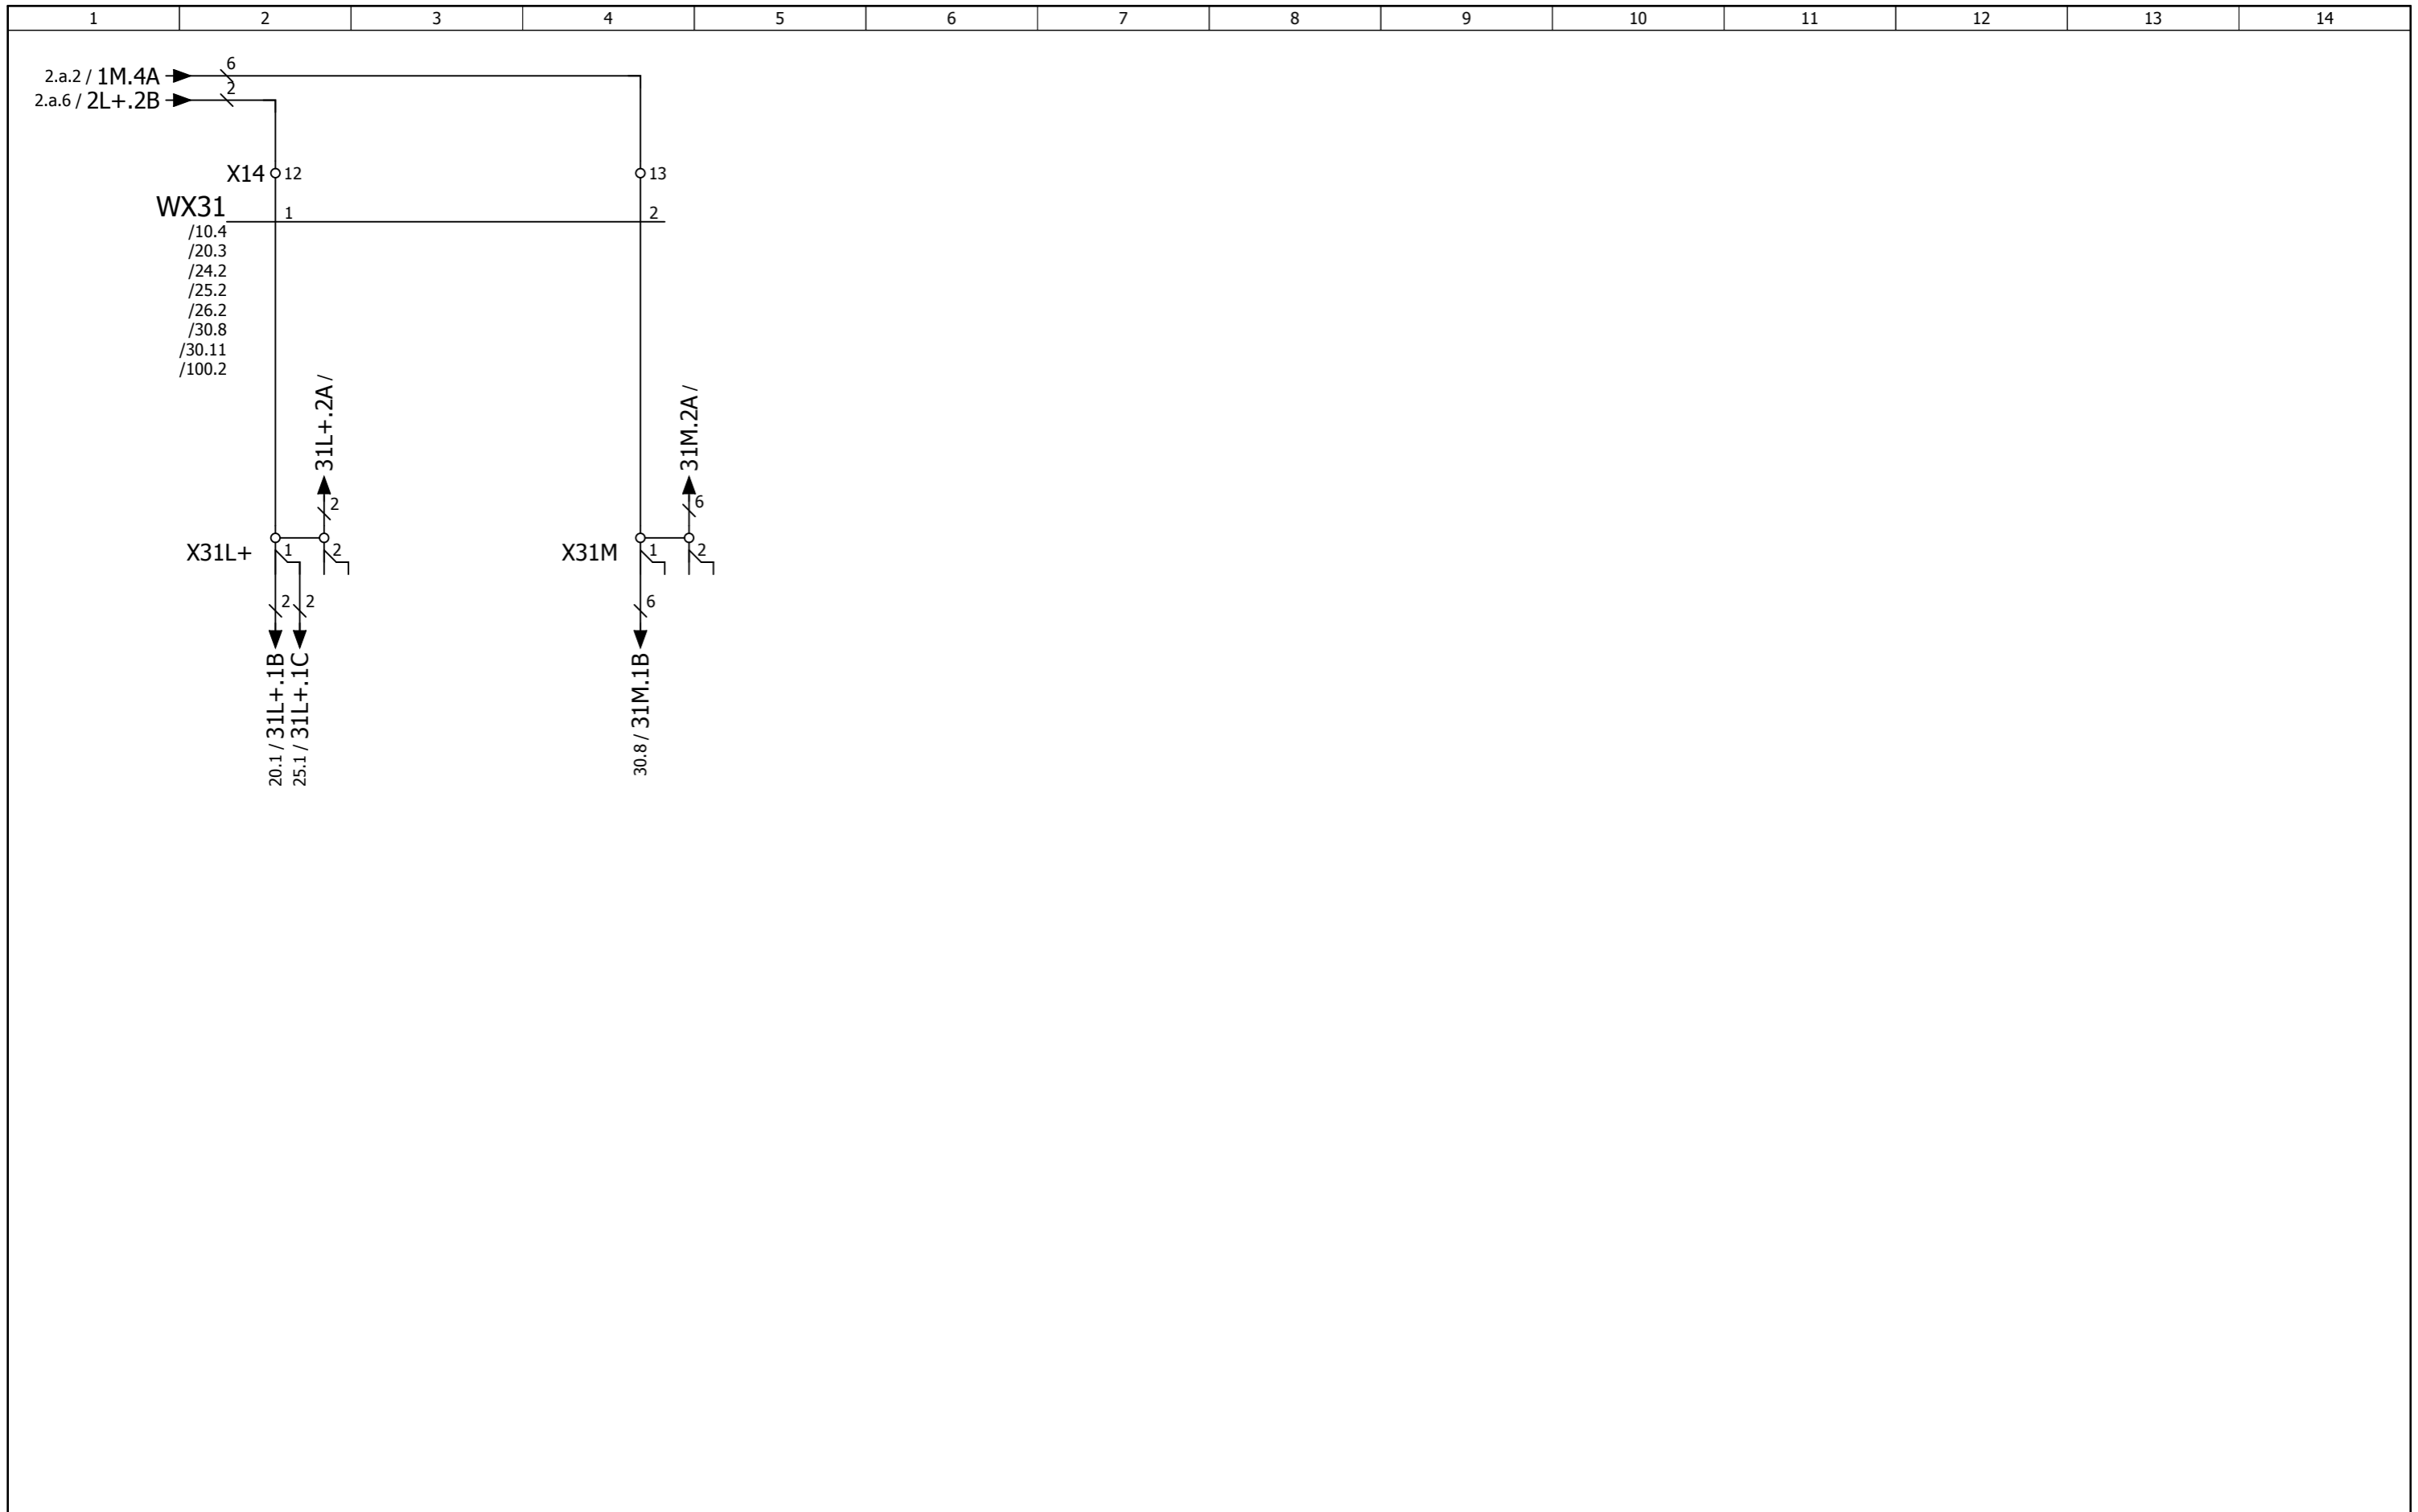 1 2 3 4 5 6 7 8 9 10 11 12 13 14
6
2.a.2 / 1M.4A
2
2.a.6 / 2L+.2B
X14 12 13
WX31 1 2
/10.4
/20.3
/24.2
/25.2
/26.2
/30.8
/30.11
/100.2
31L+.2A /
31M.2A /
2 6
X31L+ 1 2 X31M 1 2
2 2 6
20.1 / 31L+.1B
25.1 / 31L+.1C
30.8 / 31M.1B